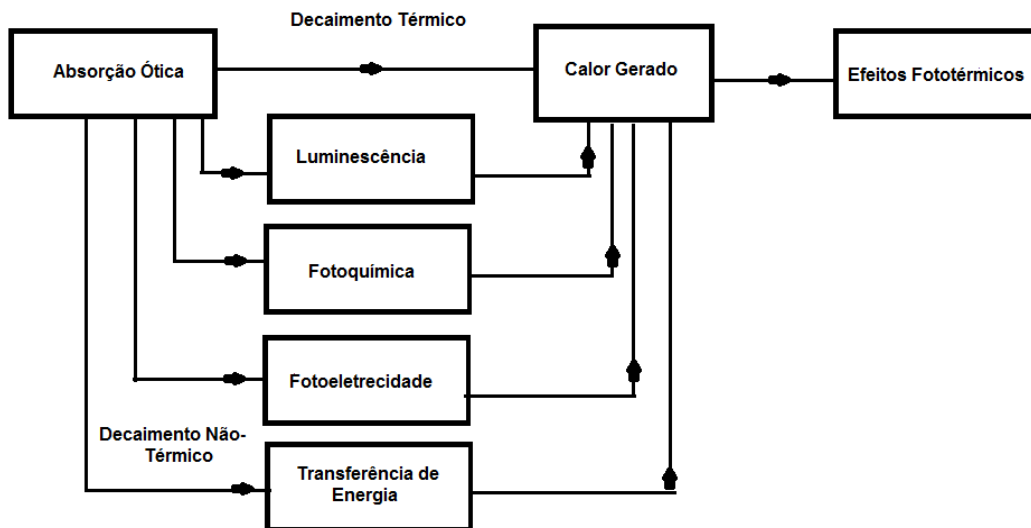 Decaimento Térmico
Absorção Ótica
Calor Gerado
Efeitos Fototérmicos
Luminescência
Fotoquímica
Fotoeletrecidade
Decaimento Não-
Térmico
Transferência de
Energia